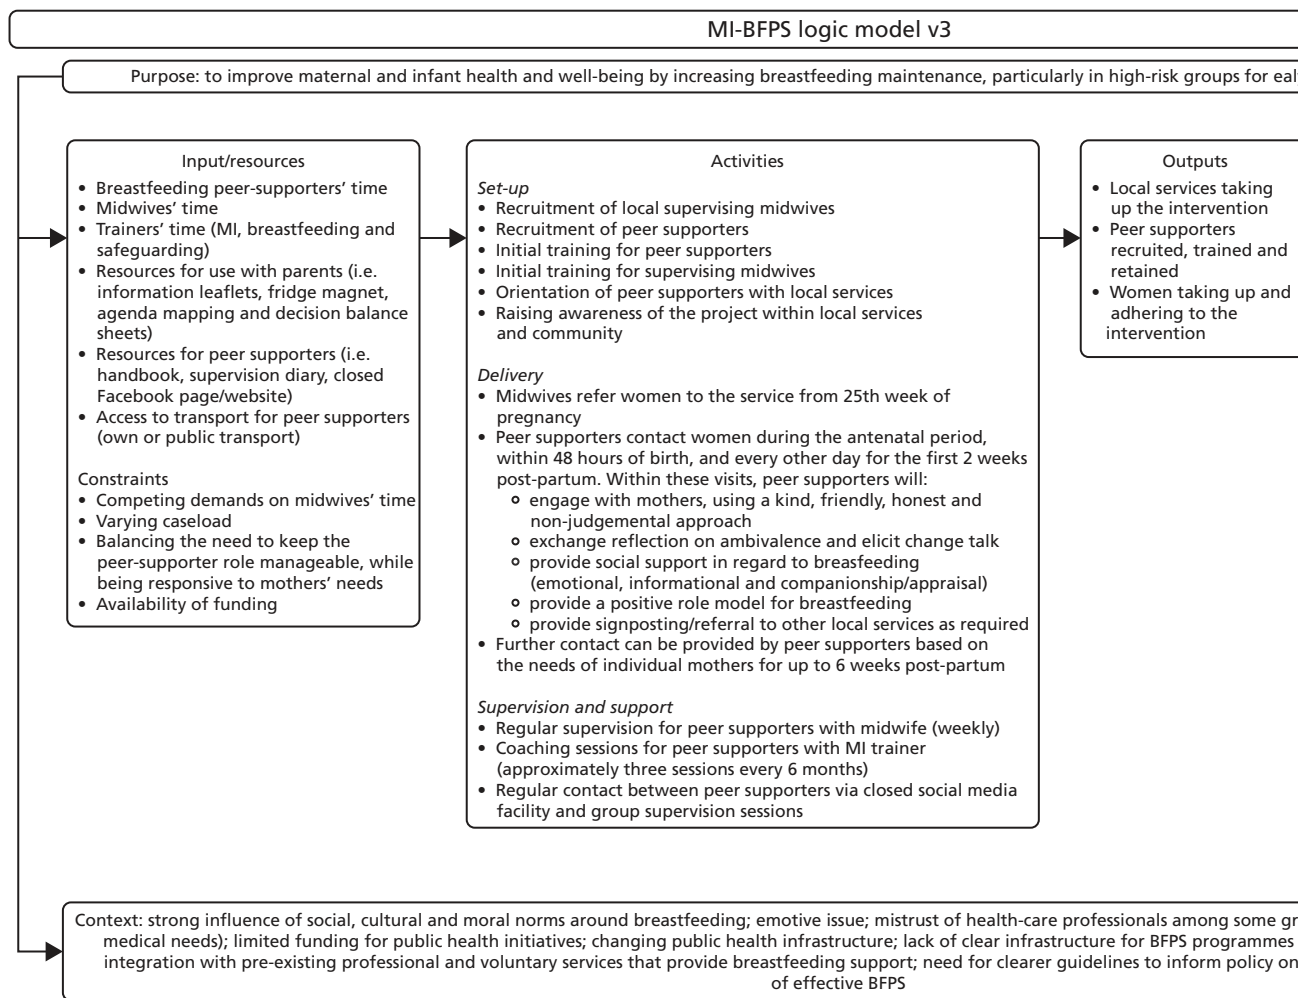 MI-BFPS logic model v3
Purpose: to improve maternal and infant health and well-being by increasing breastfeeding maintenance, particularly in high-risk groups for
Input/resources
• Breastfeeding peer-supporters’ time
• Midwives’ time
• Trainers’ time (MI, breastfeeding and
safeguarding)
• Resources for use with parents (i.e.
information leaflets, fridge magnet,
agenda mapping and decision balance
sheets)
• Resources for peer supporters (i.e.
handbook, supervision diary, closed
Facebook page/website)
• Access to transport for peer supporters
(own or public transport)
Constraints
• Competing demands on midwives’ time
• Varying caseload
• Balancing the need to keep the
peer-supporter role manageable, while
being responsive to mothers’ needs
• Availability of funding
Activities
Set-up
• Recruitment of local supervising midwives
• Recruitment of peer supporters
• Initial training for peer supporters
• Initial training for supervising midwives
• Orientation of peer supporters with local services
• Raising awareness of the project within local services
and community
Delivery
• Midwives refer women to the service from 25th week of
pregnancy
• Peer supporters contact women during the antenatal period,
within 48 hours of birth, and every other day for the first 2 weeks
post-partum. Within these visits, peer supporters will:
engage with mothers, using a kind, friendly, honest and
non-judgemental approach
exchange reflection on ambivalence and elicit change talk
provide social support in regard to breasfeeding
(emotional, informational and companionship/appraisal)
provide a positive role model for breastfeeding
provide signposting/referral to other local services as required
• Further contact can be provided by peer supporters based on
the needs of individual mothers for up to 6 weeks post-partum
Supervision and support
• Regular supervision for peer supporters with midwife (weekly)
• Coaching sessions for peer supporters with MI trainer
(approximately three sessions every 6 months)
• Regular contact between peer supporters via closed social media
facility and group supervision sessions
Outputs
• Local services taking
up the intervention
• Peer supporters
recruited, trained and
retained
• Women taking up and
adhering to the
intervention
Context: strong influence of social, cultural and moral norms around breastfeeding; emotive issue; mistrust of health-care professionals among some
medical needs); limited funding for public health initiatives; changing public health infrastructure; lack of clear infrastructure for BFPS programmes
integration with pre-existing professional and voluntary services that provide breastfeeding support; need for clearer guidelines to inform policy on
of effective BFPS